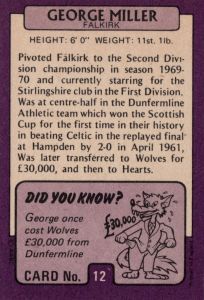 GEORGE MILLER
FALKIRK
HEIGHT: 6' 0" WEIGHT: 11st. 1lb.
Pivoted Falkirk to the Second Divi-
sion championship in season 1969-
70 and currently starring for the
Stirlingshire club in the First Division.
Was at centre-half in the Dunfermline
Athletic team which won the Scottish
Cup for the first time in their history
in beating Celtic in the replayed final
at Hampden by 2-0 in April 1961,
Was later transferred to Wolves for
£30,000, and then to Hearts.
DID YOU KNOW?
George once
cost Wolves
£30,000 from
Dunfermline
£30,000
CARD No. 12